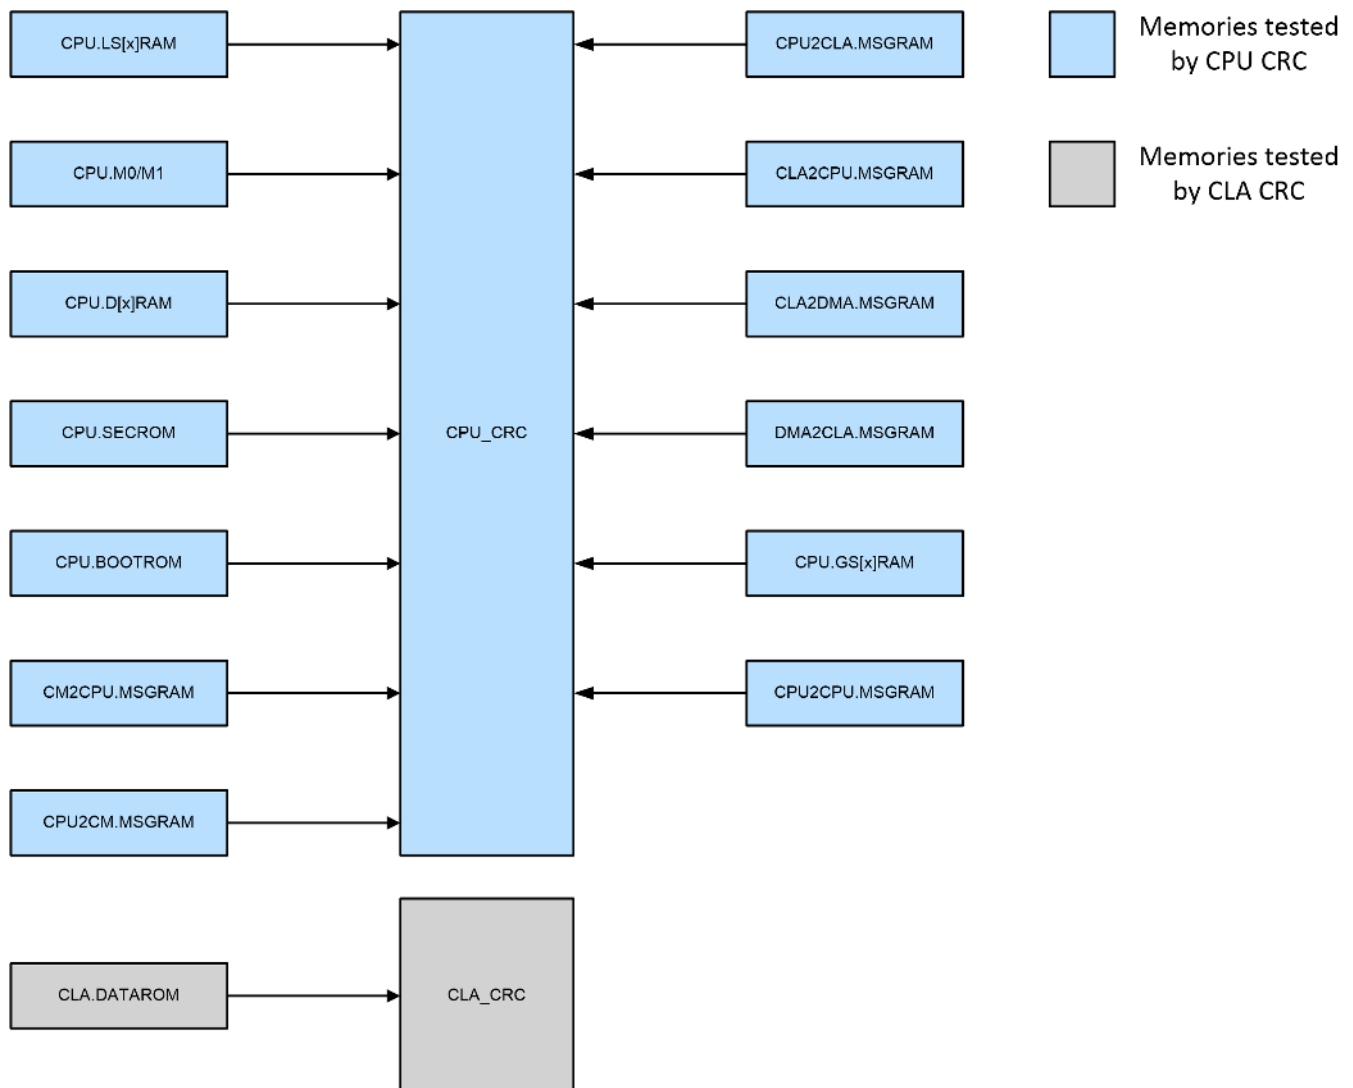 CPU.LS[x]RAM
CPU2CLA.MSGRAM
Memories tested
by CPU CRC
CPU.M0/M1
CLA2CPU.MSGRAM
Memories tested
by CLA CRC
CPU.D[x]RAM
CLA2DMA.MSGRAM
CPU.SECROM
CPU_CRC
DMA2CLA.MSGRAM
CPU.BOOTROM
CPU.GS[x]RAM
CM2CPU.MSGRAM
CPU2CPU.MSGRAM
CPU2CM.MSGRAM
CLA.DATAROM
CLA_CRC